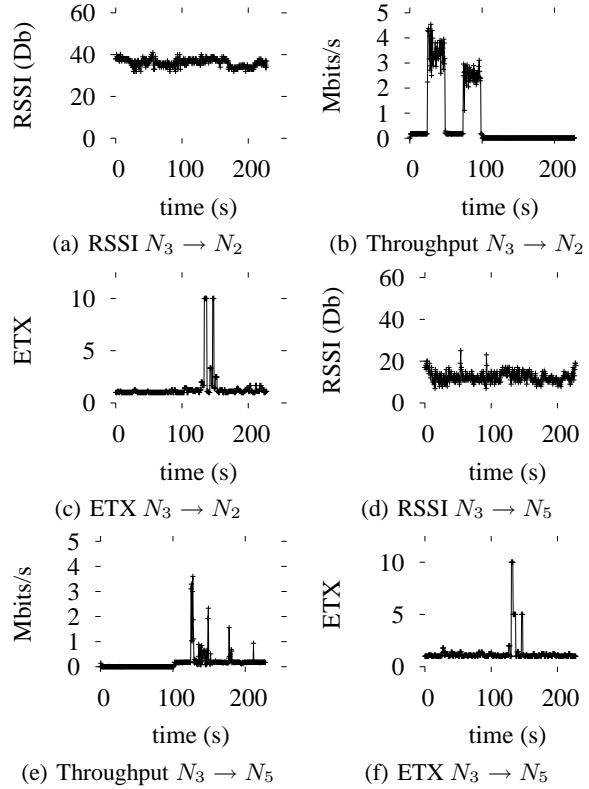 RSSI (Db)
60
40
20
0
0 100 200
time (s)
(a) RSSI N3 → N2
Mbits/s
5
4
3
2
1
0
0 100 200
time (s)
(b) Throughput N3 → N2
ETX
10
5
0
0 100 200
time (s)
(c) ETX N3 → N2
RSSI (Db)
60
40
20
0
0 100 200
time (s)
(d) RSSI N3 → N5
Mbits/s
5
4
3
2
1
0
0 100 200
time (s)
(e) Throughput N3 → N5
ETX
10
5
0
0 100 200
time (s)
(f) ETX N3 → N5